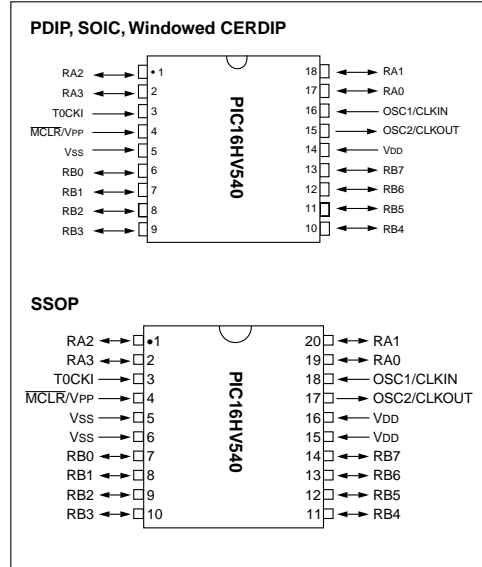 PDIP, SOIC, Windowed CERDIP
RA2 •1 18 RA1
RA3 2 17 RA0
T0CKI 3 16 OSC1/CLKIN
MCLR/VPP 4 15 OSC2/CLKOUT
VSS 5 14 VDD
RB0 6 13 RB7
RB1 7 12 RB6
RB2 8 11 RB5
RB3 9 10 RB4
PIC16HV540
SSOP
RA2 •1 20 RA1
RA3 2 19 RA0
T0CKI 3 18 OSC1/CLKIN
MCLR/VPP 4 17 OSC2/CLKOUT
VSS 5 16 VDD
VSS 6 15 VDD
RB0 7 14 RB7
RB1 8 13 RB6
RB2 9 12 RB5
RB3 10 11 RB4
PIC16HV540